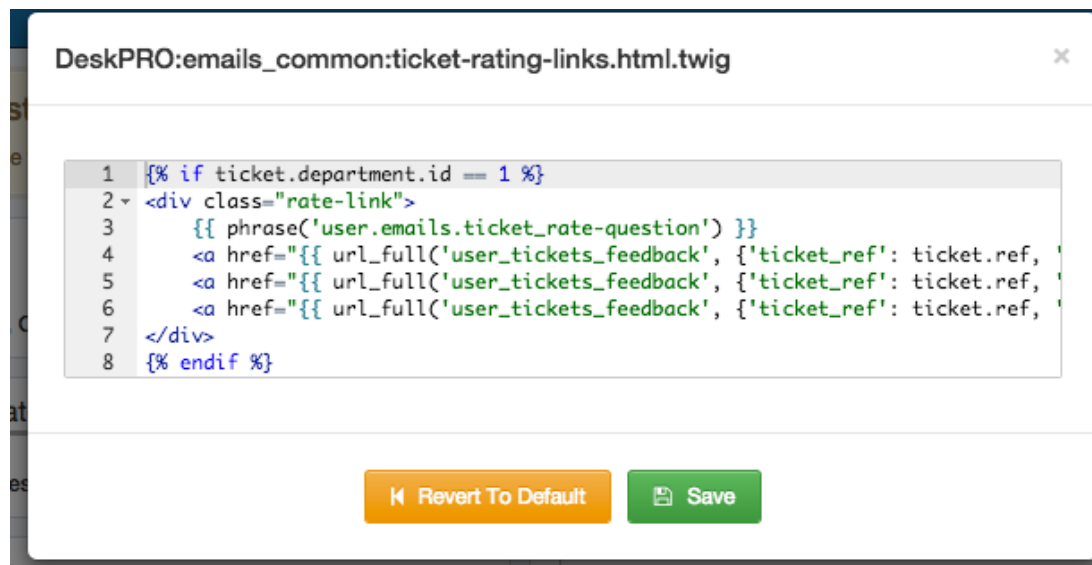 DeskPRO:emails_common:ticket-rating-links.html.twig ×
1 {% if ticket.department.id == 1 %}
2 <div class="rate-link">
3 {{ phrase('user.emails.ticket_rate-question') }}
4 <a href="{{ url_full('user_tickets_feedback', {'ticket_ref': ticket.ref, '
5 <a href="{{ url_full('user_tickets_feedback', {'ticket_ref': ticket.ref, '
6 <a href="{{ url_full('user_tickets_feedback', {'ticket_ref': ticket.ref, '
7 </div>
8 {% endif %}
Revert To Default
Save